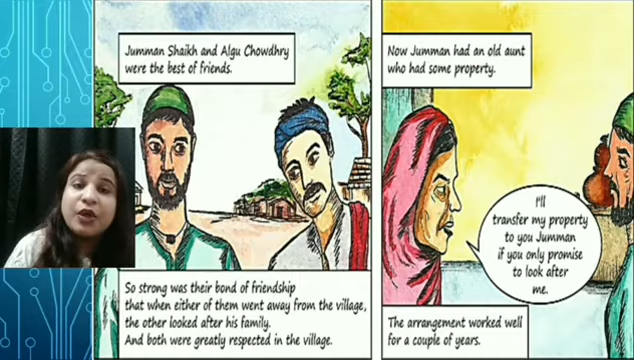 Jumman Shaikh and Algu Chowdhry
were the best of friends.
So strong was their bond of friendship
that when either of them went away from the village,
the other looked after his family.
And both were greatly respected in the village.
Now Jumman had an old aunt
who had some property.
I'll
transfer my property
to you Jumman
if you only promise
to look after
me.
The arrangement worked well
for a couple of years.